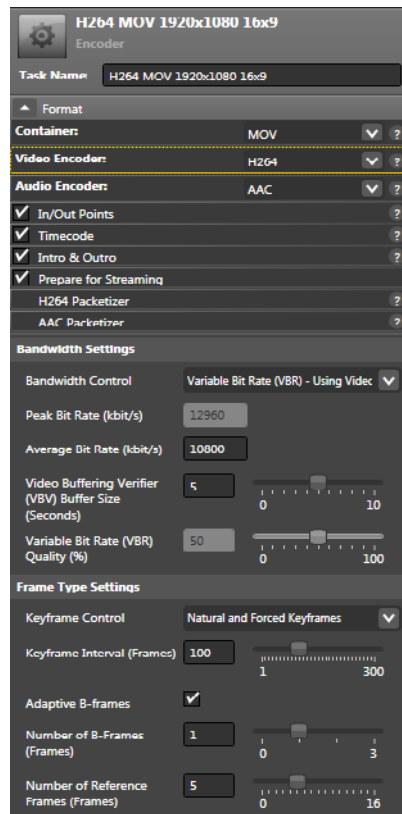 H264 MOV 1920x1080 16x9
Encoder
Task Name: H264 MOV 1920x1080 16x9
Format
Container: MOV ?
Video Encoder: H264 ?
Audio Encoder: AAC ?
In/Out Points ?
Timecode ?
Intro & Outro ?
Prepare for Streaming
H264 Packetizer ?
AAC Packetizer ?
Bandwidth Settings
Bandwidth Control Variable Bit Rate (VBR) - Using Videc
Peak Bit Rate (kbit/s) 12960
Average Bit Rate (kbit/s) 10800
Video Buffering Verifier 5
(VBV) Buffer Size
(Seconds) 0 10
Variable Bit Rate (VBR) 50
Quality (%) 0 100
Frame Type Settings
Keyframe Control Natural and Forced Keyframes
Keyframe Interval (Frames) 100
1 300
Adaptive B-frames
Number of B-Frames 1
(Frames) 0 3
Number of Reference 5
Frames (Frames) 0 16